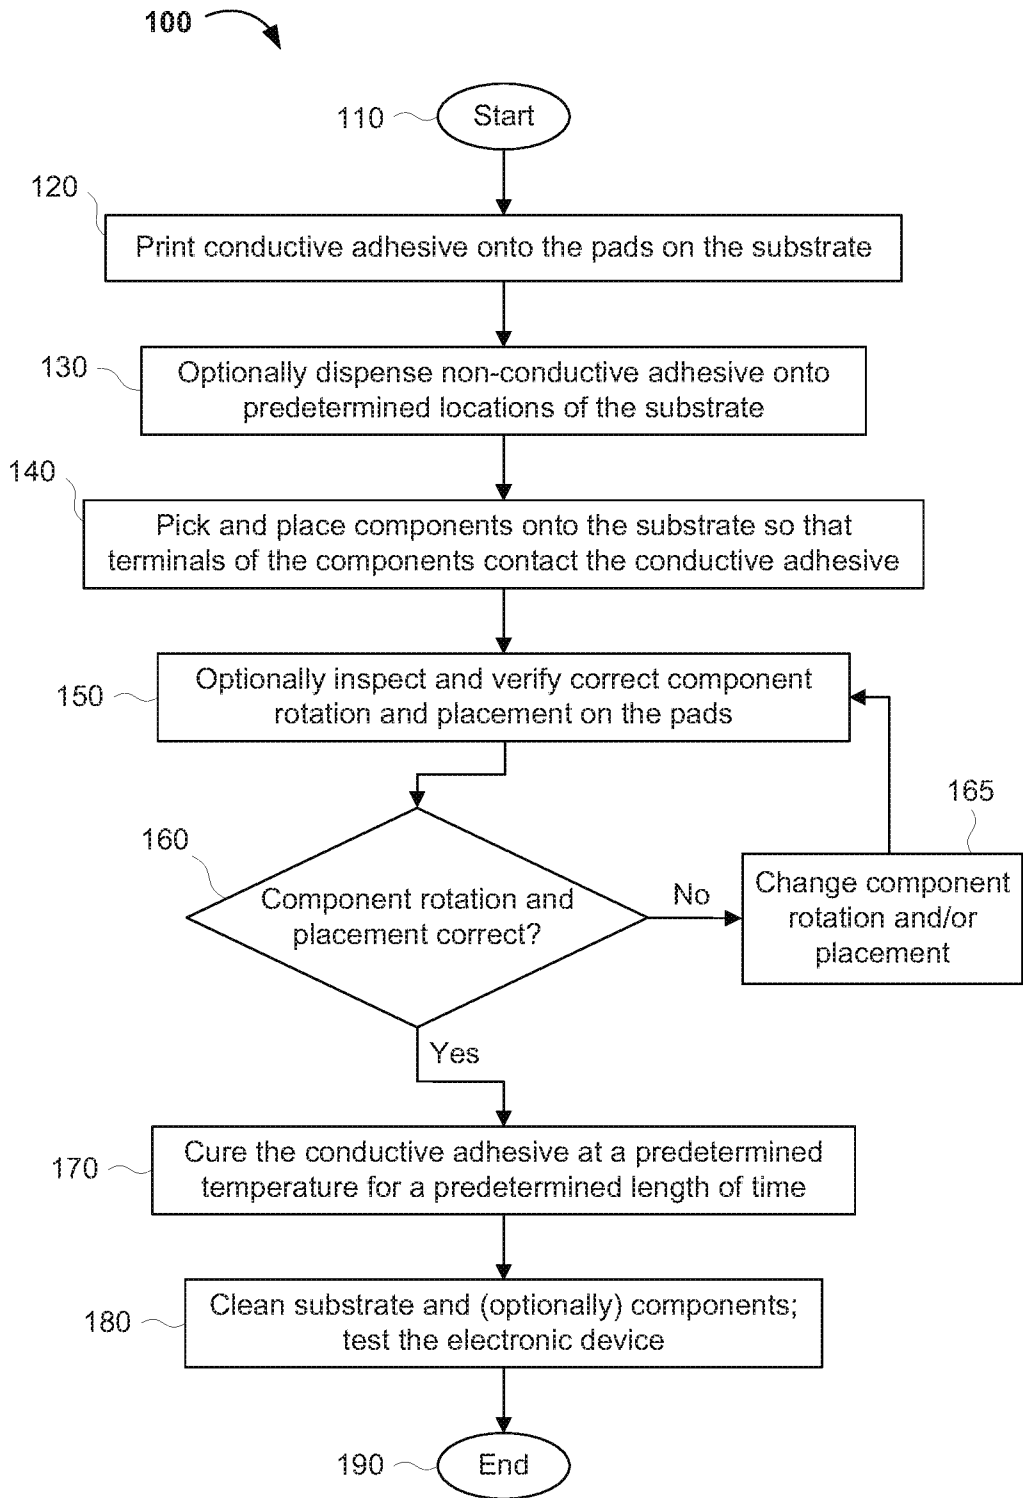 100
110
Start
120
Print conductive adhesive onto the pads on the substrate
130
Optionally dispense non-conductive adhesive onto
predetermined locations of the substrate
140
Pick and place components onto the substrate so that
terminals of the components contact the conductive adhesive
150
Optionally inspect and verify correct component
rotation and placement on the pads
160
Component rotation and
placement correct?
No
165
Change component
rotation and/or
placement
Yes
170
Cure the conductive adhesive at a predetermined
temperature for a predetermined length of time
180
Clean substrate and (optionally) components;
test the electronic device
190
End